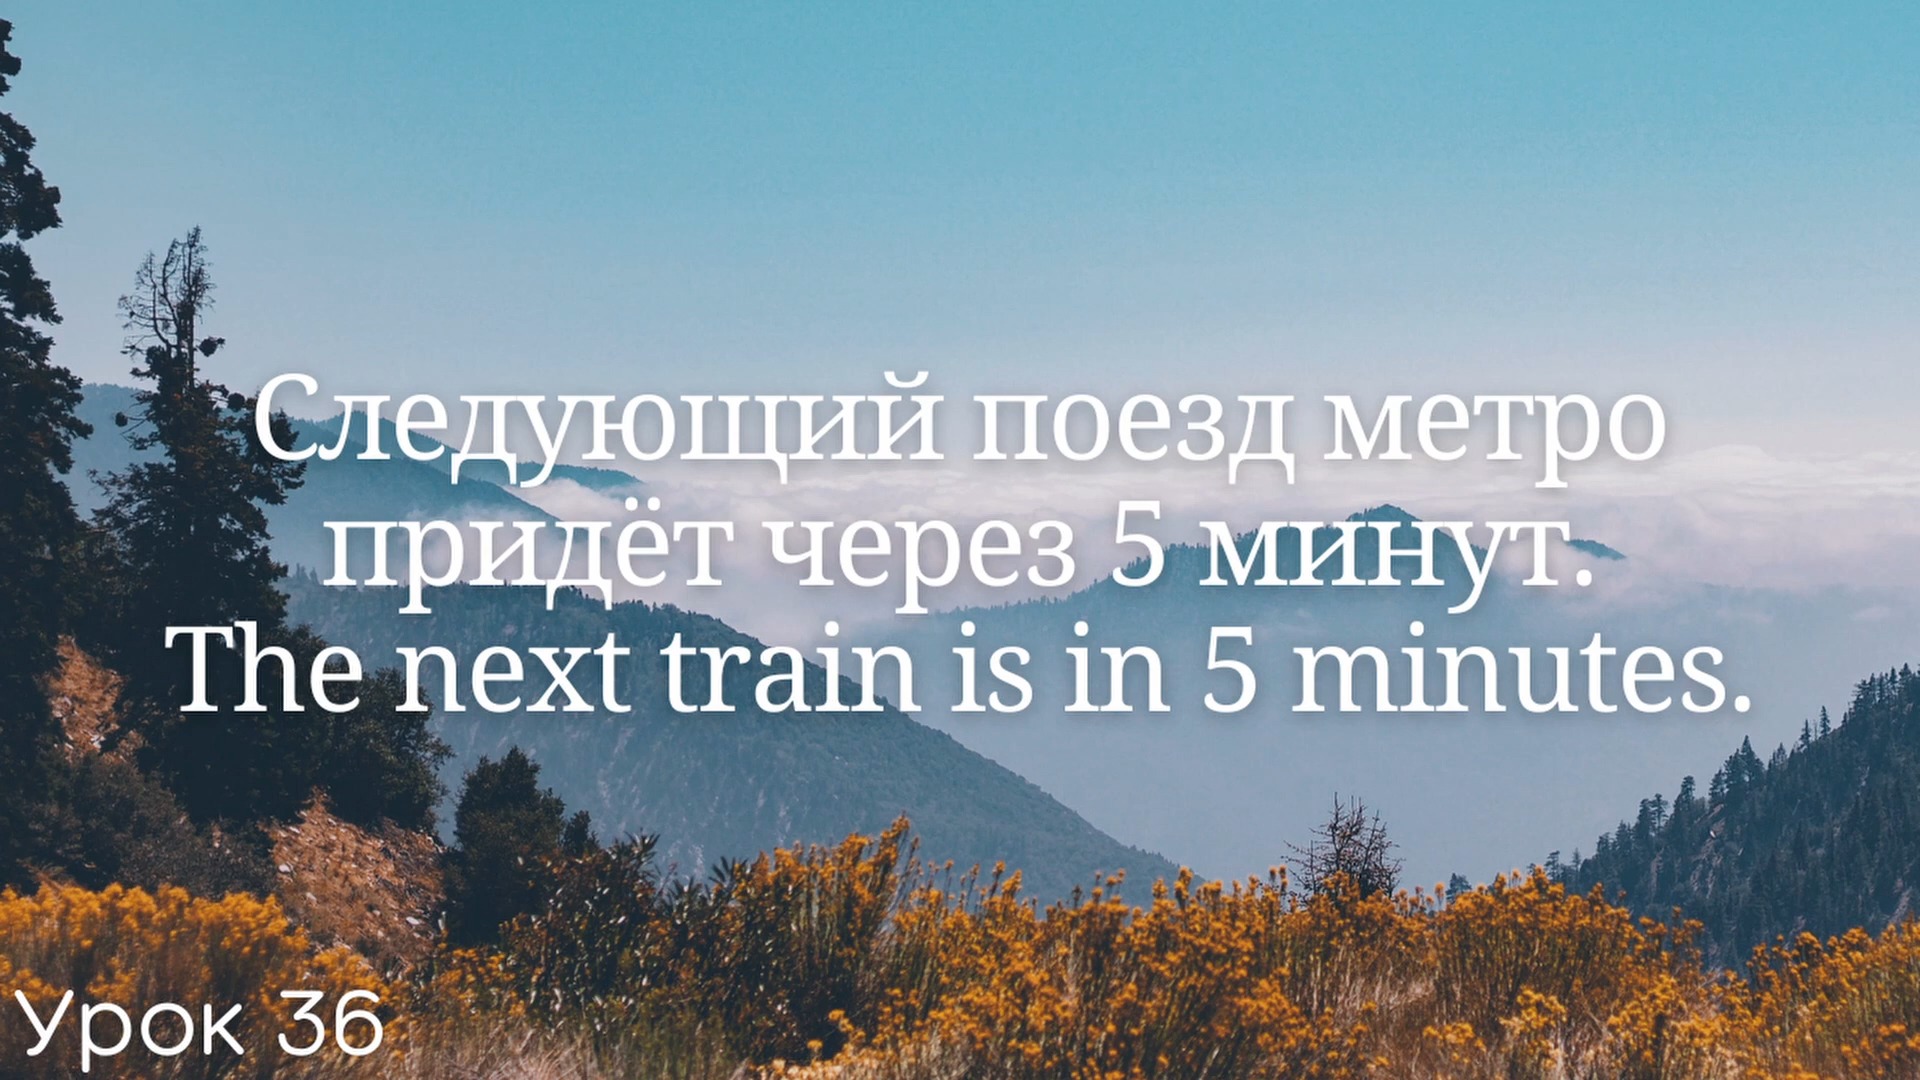 Следующий поезд метро
придёт через 5 минут.
The next train is in 5 minutes.
Урок 36